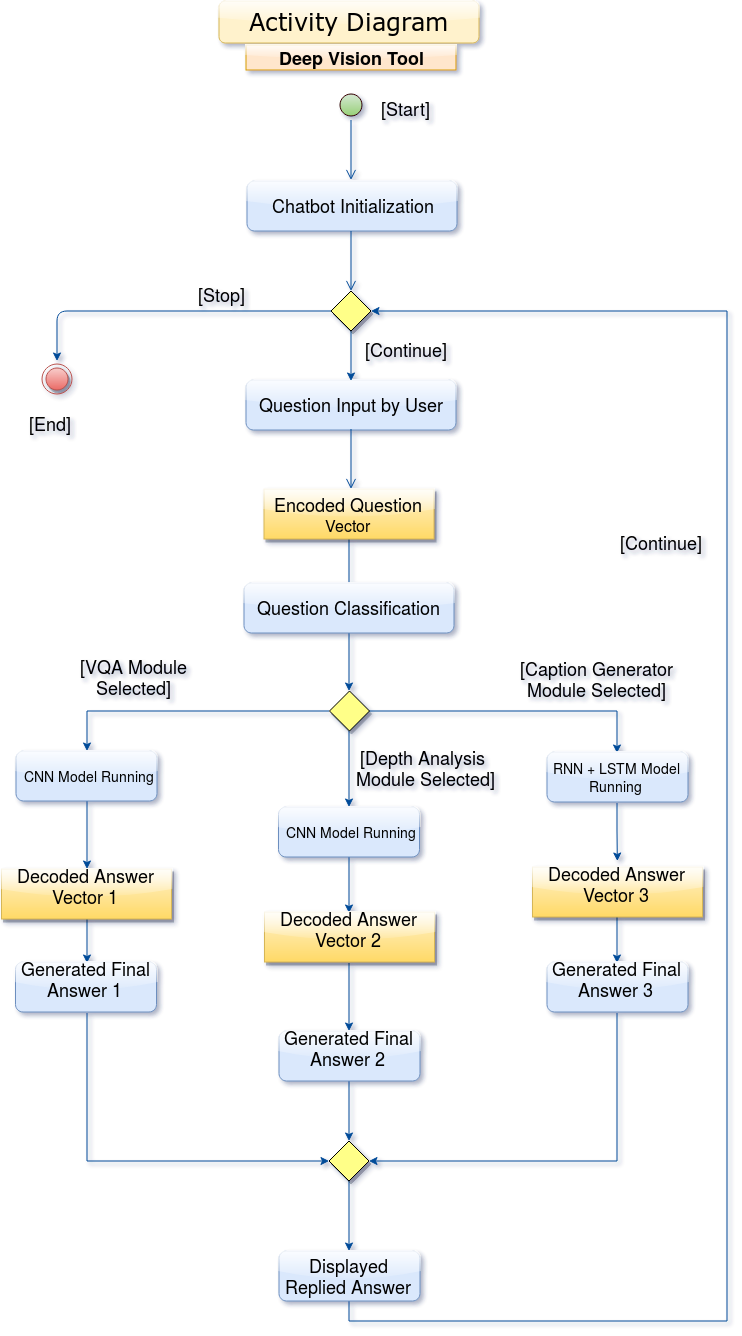 Activity Diagram
Deep Vision Tool
[Start]
Chatbot Initialization
[Stop]
[Continue]
[End]
Question Input by User
Encoded Question
Vector
[Continue]
Question Classification
[VQA Module
Selected]
[Caption Generator
Module Selected]
[Depth Analysis
Module Selected]
CNN Model Running
RNN + LSTM Model
Running
CNN Model Running
Decoded Answer
Vector 1
Decoded Answer
Vector 2
Decoded Answer
Vector 3
Generated Final
Answer 1
Generated Final
Answer 2
Generated Final
Answer 3
Displayed
Replied Answer